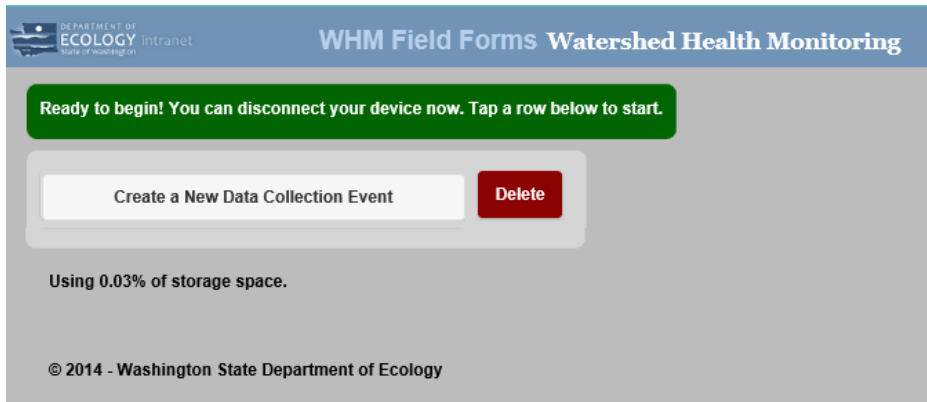 DEPARTMENT OF
ECOLOGY intranet
State of Washington
WHM Field Forms Watershed Health Monitoring
Ready to begin! You can disconnect your device now. Tap a row below to start.
Create a New Data Collection Event
Delete
Using 0.03% of storage space.
© 2014 - Washington State Department of Ecology